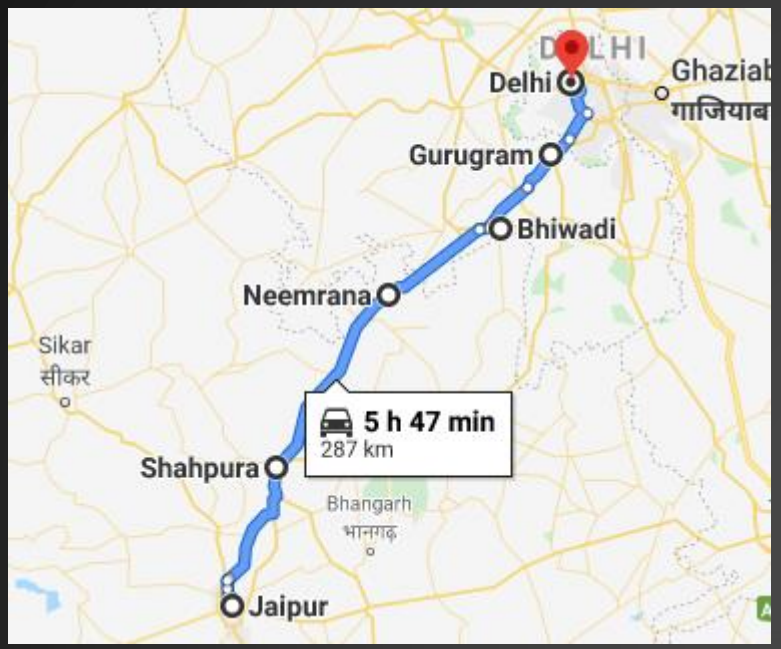 DELHI
Delhi
Ghaziab
गाजियाब
Gurugram
Bhiwadi
Neemrana
Sikar
सीकर
5 h 47 min
287 km
Shahpura
Bhangarh
भानगढ़
Jaipur
A